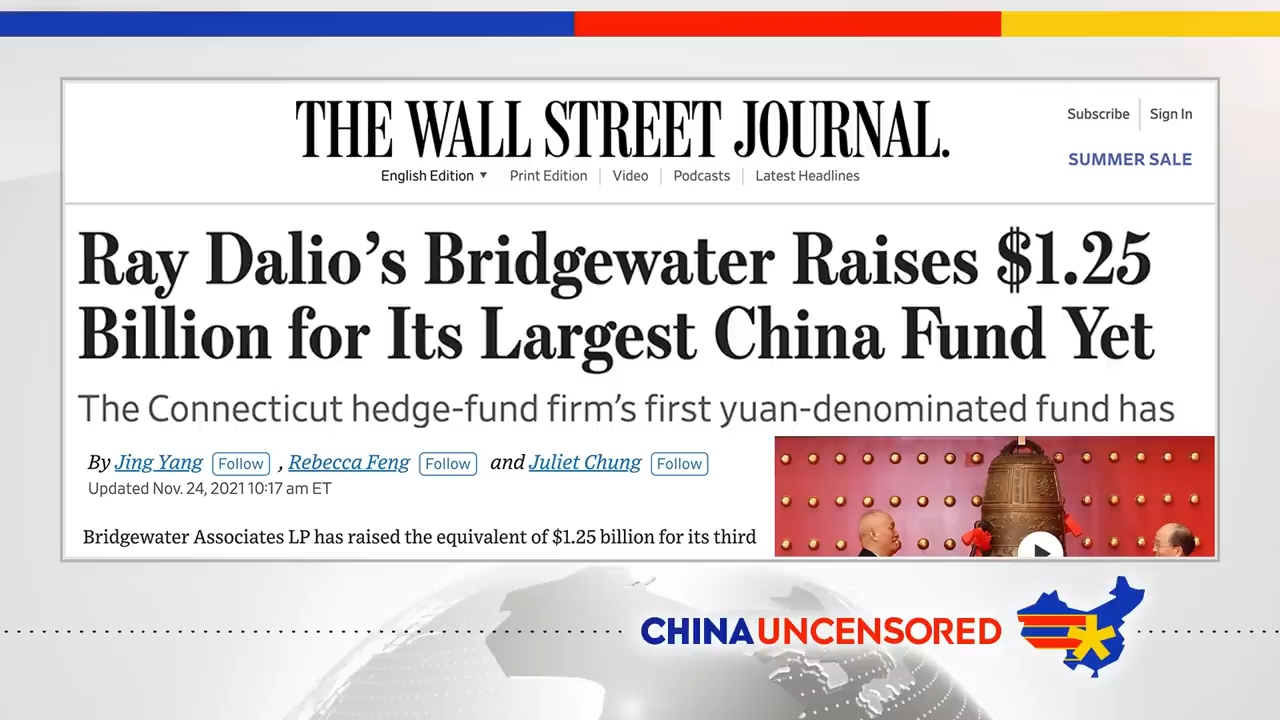 THE WALL STREET JOURNAL.
Subscribe Sign In
SUMMER SALE
English Edition Print Edition Video Podcasts Latest Headlines
Ray Dalio’s Bridgewater Raises $1.25
Billion for Its Largest China Fund Yet
The Connecticut hedge-fund firm’s first yuan-denominated fund has
By Jing Yang Follow , Rebecca Feng Follow and Juliet Chung Follow
Updated Nov. 24, 2021 10:17 am ET
Bridgewater Associates LP has raised the equivalent of $1.25 billion for its third
CHINA UNCENSORED